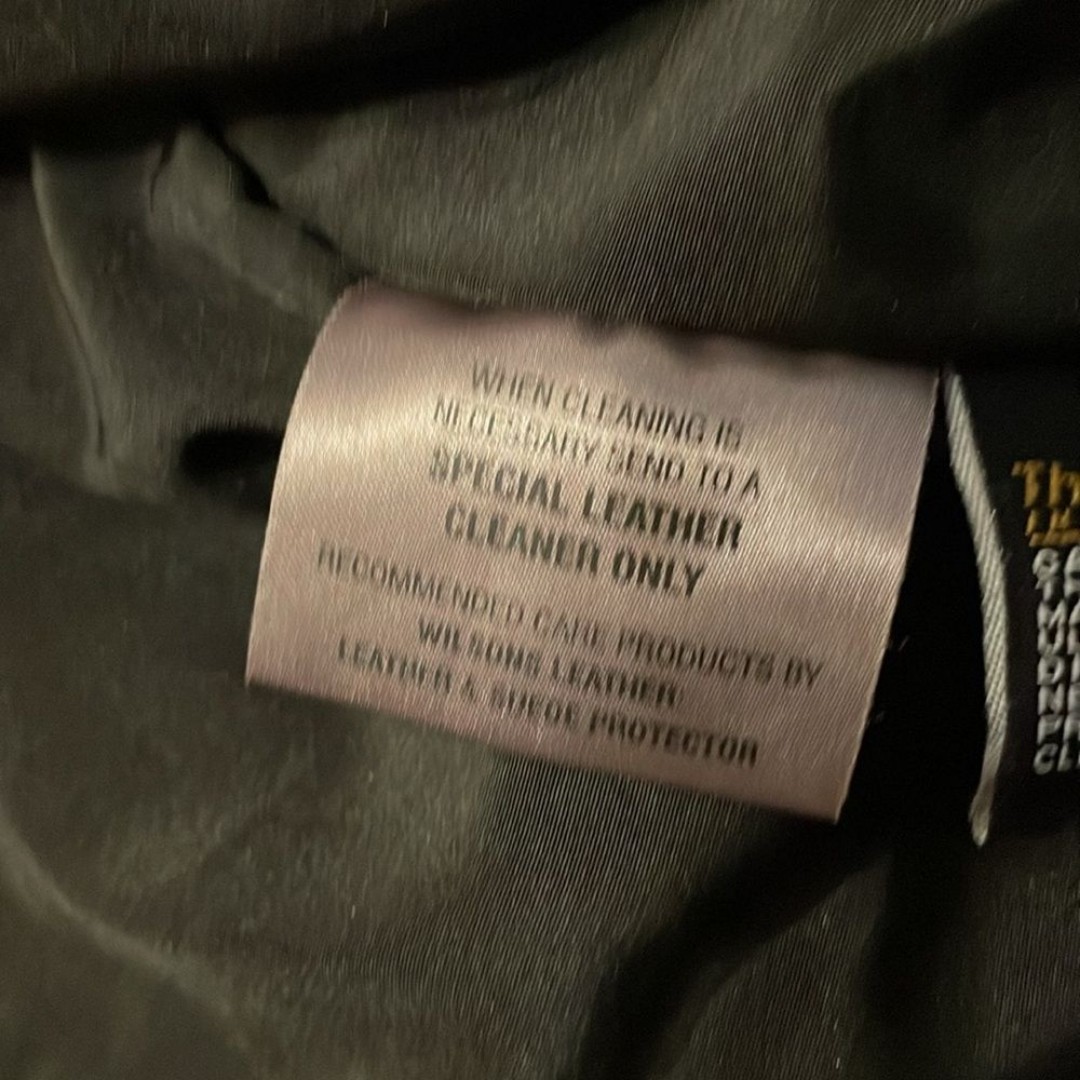 WHEN CLEANING IS
NECESSARY SEND TO A
SPECIAL LEATHER
CLEANER ONLY
RECOMMENDED CARE PRODUCTS BY
WILSONS LEATHER
LEATHER & SUEDE PROTECTOR
Th